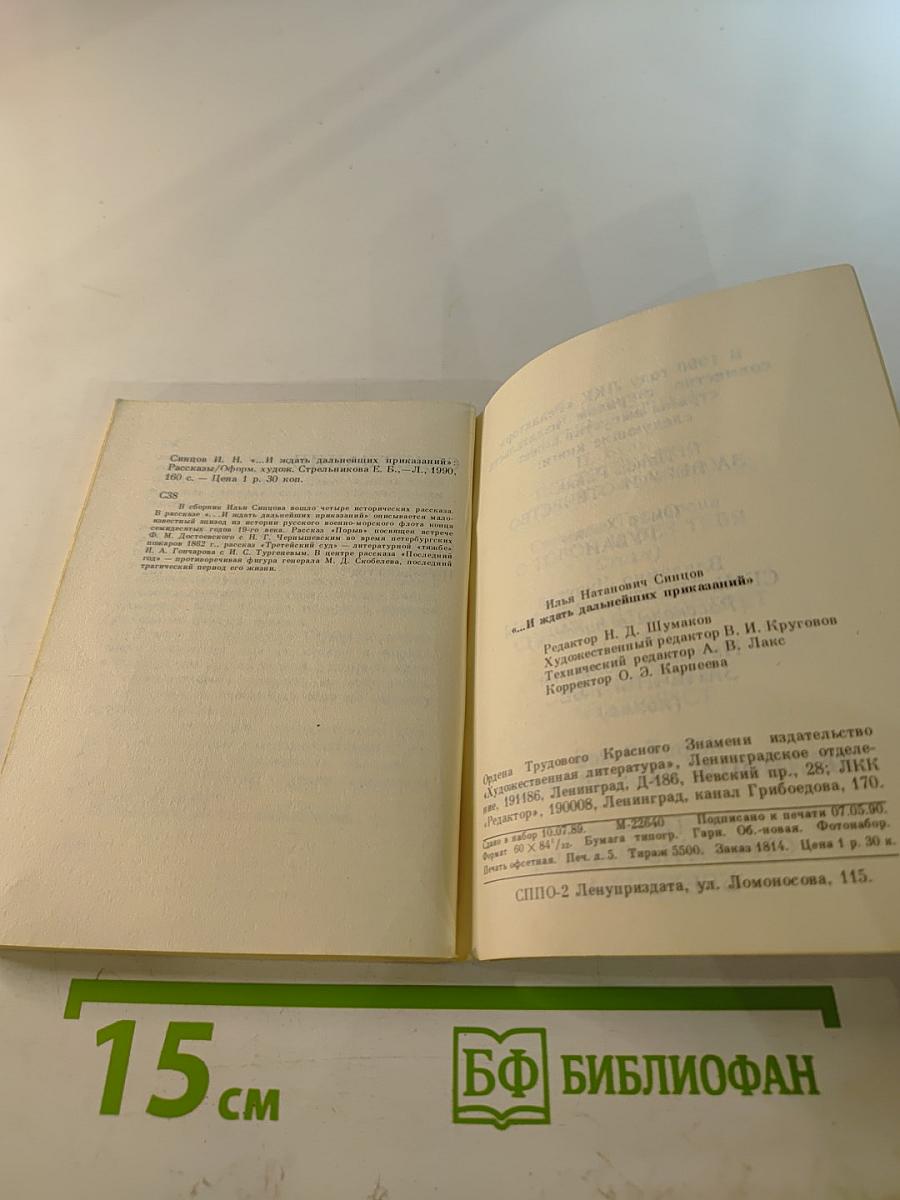 Синцов И. Н. «...И ждать дальнейших приказаний»:
Рассказы/Оформ. худож. Стрельникова Е. Б.,—Л., 1990,
160 с. — Цена 1 р. 30 коп.
С38
В сборник Ильи Синцова вошло четыре исторических рассказа.
В рассказе «...И ждать дальнейших приказаний» описывается мало-
известный эпизод из истории русского военно-морского флота конца
семидесятых годов 19-го века. Рассказ «Порыв» посвящен встрече
Ф. М. Достоевского с Н. Г. Чернышевским во время петербургских
пожаров 1862 г., рассказ «Третейский суд» — литературной «тяжбе»
И. А. Гончарова с И. С. Тургеневым. В центре рассказа «Последний
год» — противоречивая фигура генерала М. Д. Скобелева, последний
трагический период его жизни.
Илья Натанович Синцов
«...И ждать дальнейших приказаний»
Редактор Н. Д. Шумаков
Художественный редактор В. И. Круговов
Технический редактор А. В. Лакс
Корректор О. Э. Карпеева
Ордена Трудового Красного Знамени издательство
«Художественная литература», Ленинградское отделе-
ние, 191186, Ленинград, Д-186, Невский пр., 28; ЛКК
«Редактор», 190008, Ленинград, канал Грибоедова, 170.
Сдано в набор 10.07.89. М-22640 Подписано к печати 07.05.90.
Формат 60 × 84¹/₃₂. Бумага типогр. Гарн. Об.-новая. Фотонабор.
Печать офсетная. Печ. л. 5. Тираж 5500. Заказ 1814. Цена 1 р. 30 к.
СППО-2 Ленуприздата, ул. Ломоносова, 115.
15 см
БФ БИБЛИОФАН